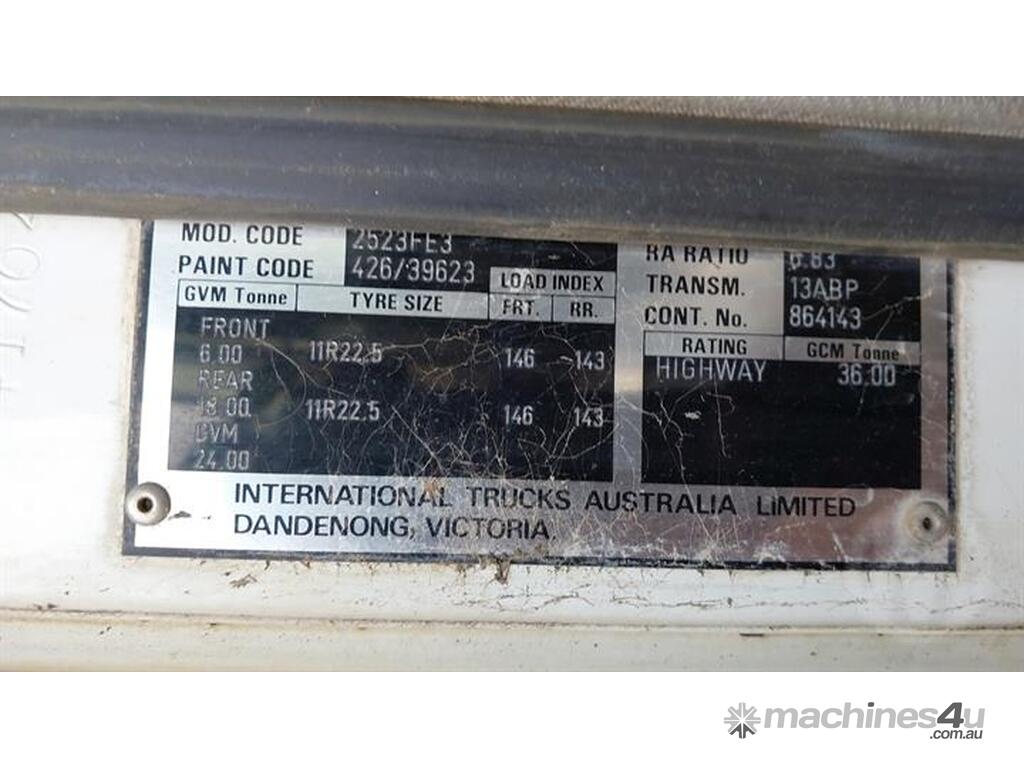 MOD. CODE 2523FE3
PAINT CODE 426/39623
GVM Tonne TYRE SIZE LOAD INDEX
FRT. RR.
FRONT
6.00 11R22.5 146 143
REAR
18.00 11R22.5 146 143
GVM
24.00
RA RATIO 6.83
TRANSM. 13ABP
CONT. No. 864143
RATING GCM Tonne
HIGHWAY 36.00
INTERNATIONAL TRUCKS AUSTRALIA LIMITED
DANDENONG, VICTORIA.
machines4u
.com.au